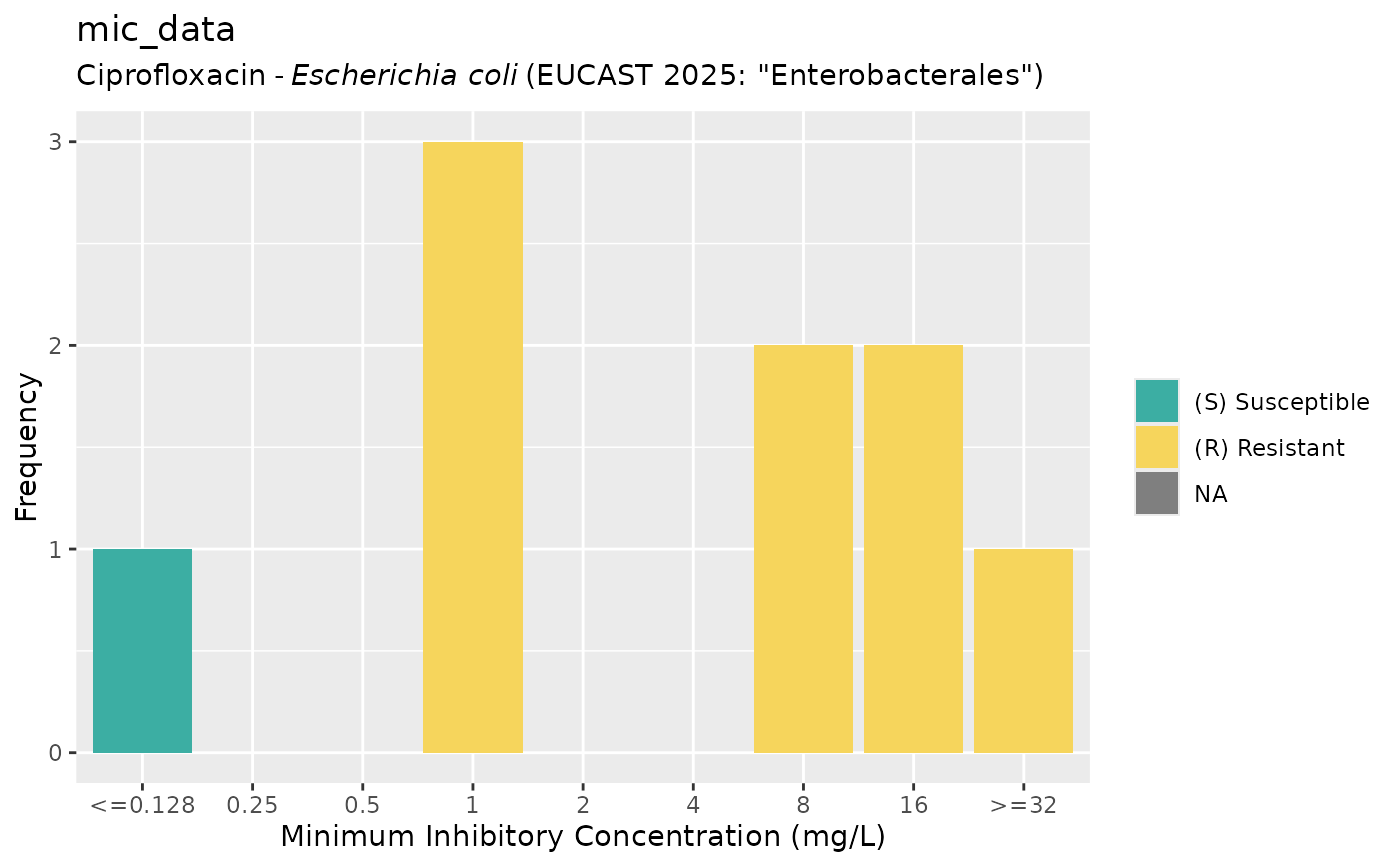 mic_data
Ciprofloxacin - Escherichia coli (EUCAST 2025: "Enterobacterales")
Frequency
3
2
1
0
<=0.128 0.25 0.5 1 2 4 8 16 >=32
Minimum Inhibitory Concentration (mg/L)
(S) Susceptible
(R) Resistant
NA